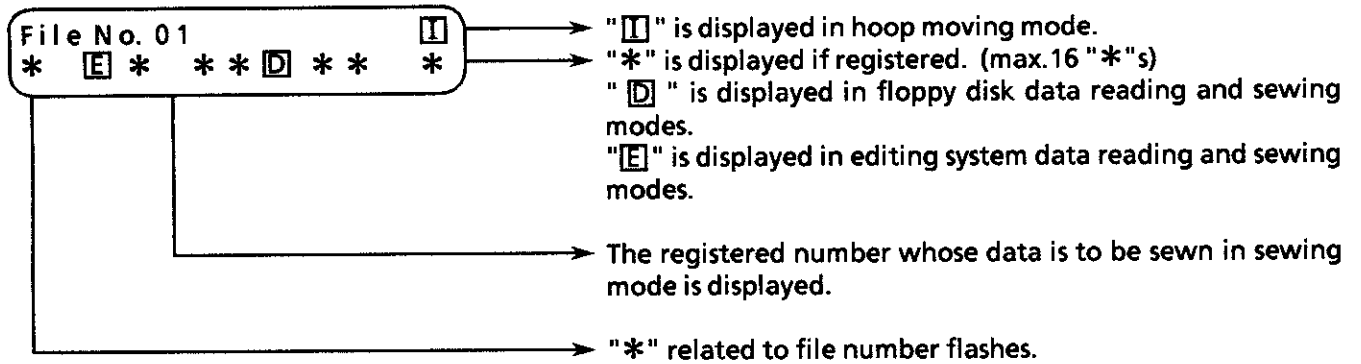 File No. 01 I
* E * * * D * * *
"I" is displayed in hoop moving mode.
"*" is displayed if registered. (max.16 "*"s)
" D " is displayed in floppy disk data reading and sewing
modes.
"E" is displayed in editing system data reading and sewing
modes.
The registered number whose data is to be sewn in sewing
mode is displayed.
"*" related to file number flashes.